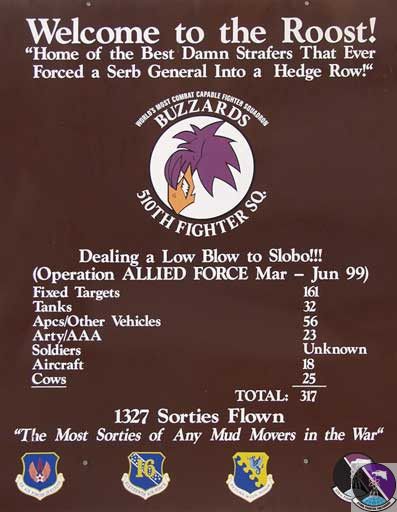 Welcome to the Roost!
"Home of the Best Damn Strafers That Ever
Forced a Serb General Into a Hedge Row!"
WORLD'S MOST COMBAT CAPABLE FIGHTER SQUADRON
BUZZARDS
510TH FIGHTER SQ.
Dealing a Low Blow to Slobo!!!
(Operation ALLIED FORCE Mar – Jun 99)
Fixed Targets 161
Tanks 32
Apcs/Other Vehicles 56
Arty/AAA 23
Soldiers Unknown
Aircraft 18
Cows 25
TOTAL: 317
1327 Sorties Flown
"The Most Sorties of Any Mud Movers in the War"
16